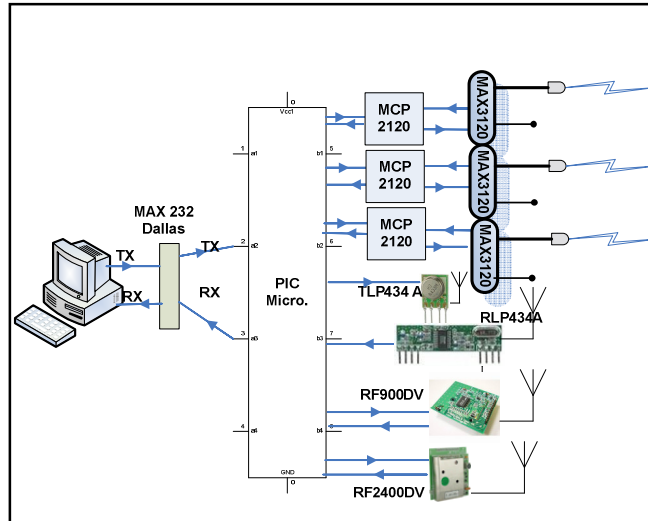 0
Vcc1
MCP
2120
MAX3120
1
a1
b1
5
MCP
2120
MAX3120
MAX 232
Dallas
TX
TX
2
a2
b2
6
MCP
2120
MAX3120
PIC
Micro.
RX
RX
TLP434 A
RLP434A
3
a3
b3
7
RF900DV
4
a4
b4
GND
0
RF2400DV